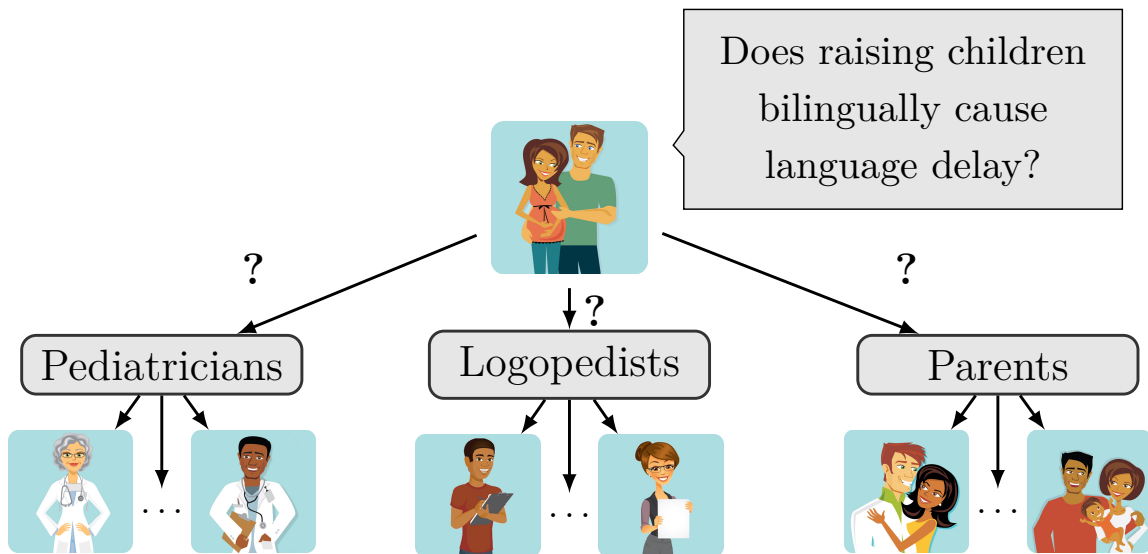 Does raising children
bilingually cause
language delay?
?
?
?
Pediatricians
Logopedists
Parents
...
...
...